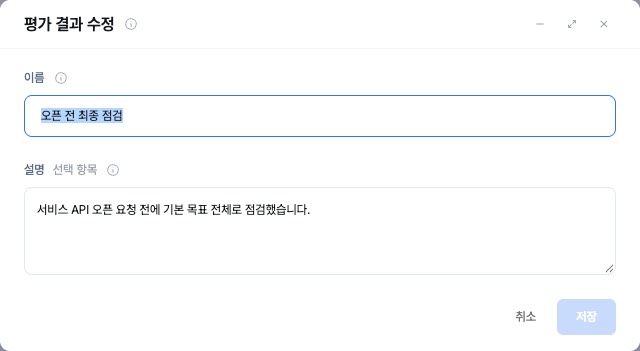 평가 결과 수정
이름
오픈 전 최종 점검
설명 선택 항목
서비스 API 오픈 요청 전에 기본 목표 전체로 점검했습니다.
취소 저장